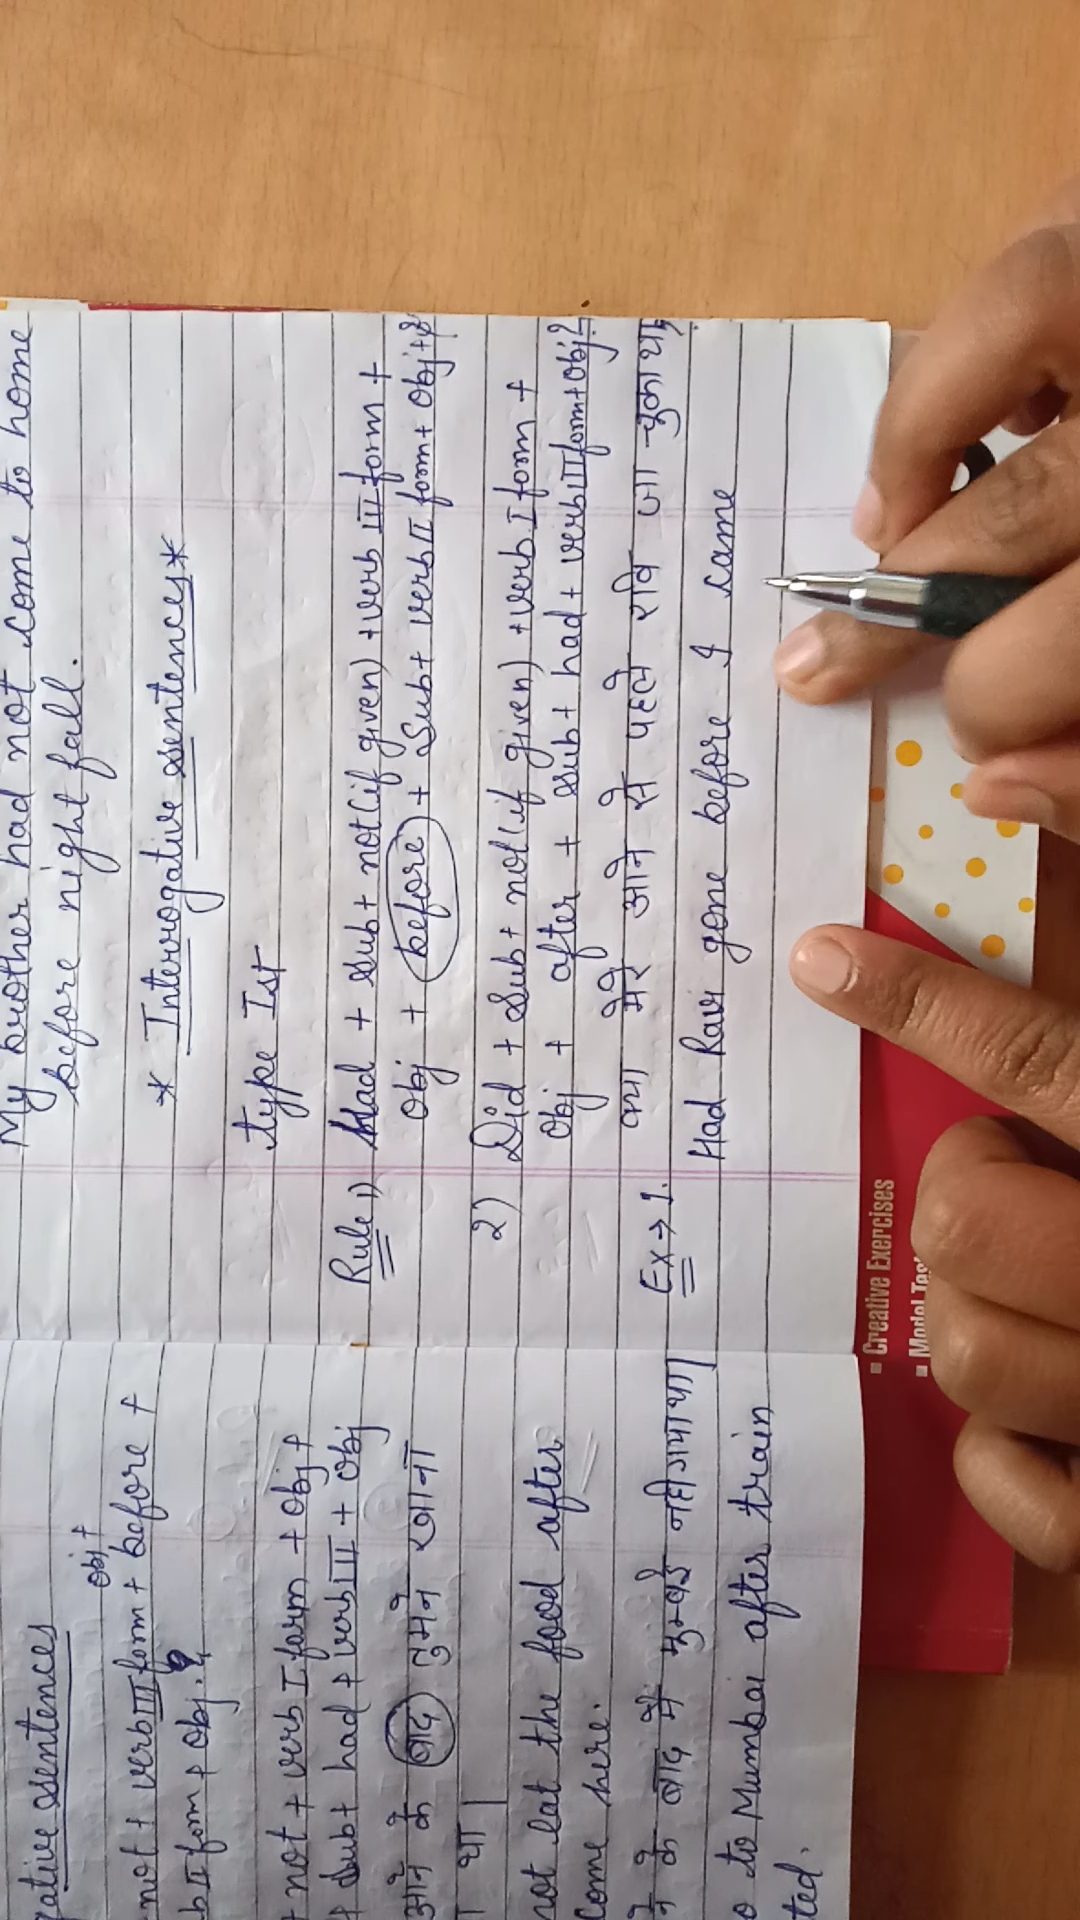 My brother had not come to home
before night fall.
* Interrogative sentences *
type Ist
Rule 1) Had + Sub + not (if given) + verb III form +
Obj + before + Sub + verb II form + Obj + ?
2) Did + Sub + not (if given) + verb I form +
Obj + after + sub + had + verb III form + Obj?
Ex → 1. क्या मेरे आने से पहले रवि जा चुका था
Had Ravi gone before I came
gative sentences
not + verb III form + obj + before +
b II form + obj.
not + verb I form + obj +
Sub + had + verb III + obj
आने के बाद तुमने खाना
था |
not eat the food after
come here.
ने के बाद में मुम्बई नही गया था|
o to Mumbai after train
ted.
▪ Creative Exercises
▪ Model